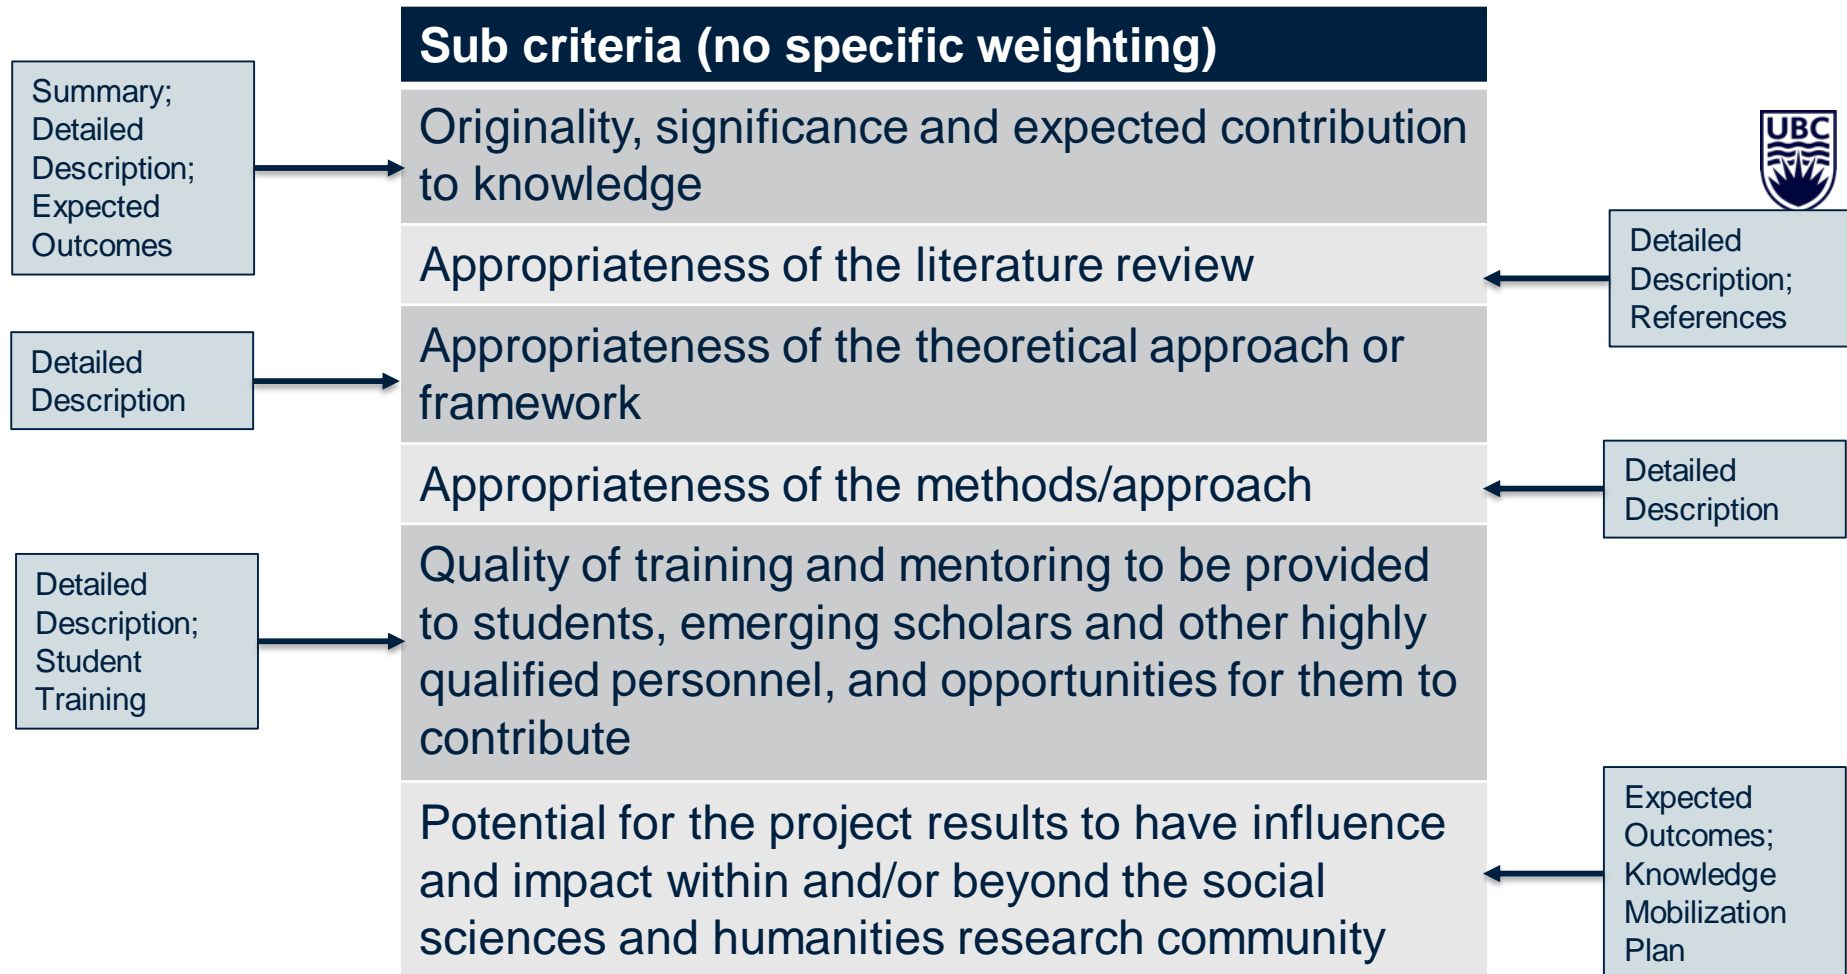 Sub criteria (no specific weighting)
Summary;
Detailed
Description;
Expected
Outcomes
Originality, significance and expected contribution
to knowledge
UBC
Appropriateness of the literature review
Detailed
Description;
References
Detailed
Description
Appropriateness of the theoretical approach or
framework
Appropriateness of the methods/approach
Detailed
Description
Detailed
Description;
Student
Training
Quality of training and mentoring to be provided
to students, emerging scholars and other highly
qualified personnel, and opportunities for them to
contribute
Potential for the project results to have influence
and impact within and/or beyond the social
sciences and humanities research community
Expected
Outcomes;
Knowledge
Mobilization
Plan